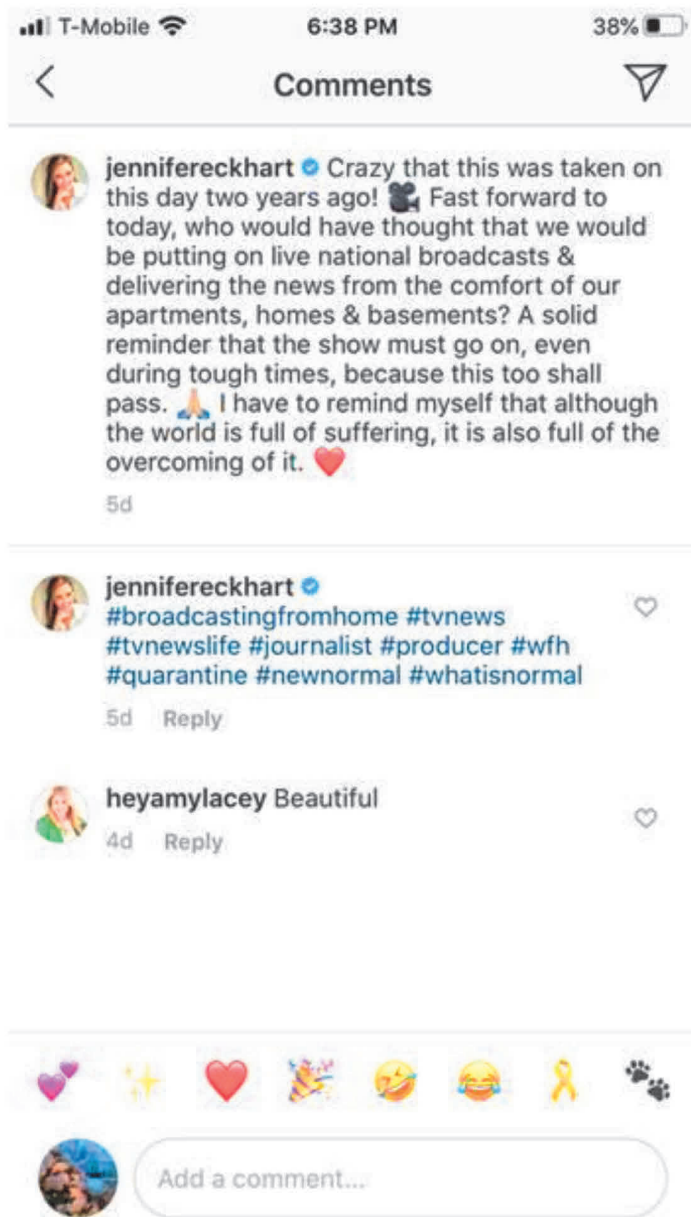 T-Mobile 6:38 PM 38%
Comments
jennifereckhart Crazy that this was taken on
this day two years ago! 🎥 Fast forward to
today, who would have thought that we would
be putting on live national broadcasts &
delivering the news from the comfort of our
apartments, homes & basements? A solid
reminder that the show must go on, even
during tough times, because this too shall
pass. 🙏🏼 I have to remind myself that although
the world is full of suffering, it is also full of the
overcoming of it. ❤️
5d
jennifereckhart
#broadcastingfromhome #tvnews
#tvnewslife #journalist #producer #wfh
#quarantine #newnormal #whatisnormal
5d Reply
heyamylacey Beautiful
4d Reply
Add a comment...